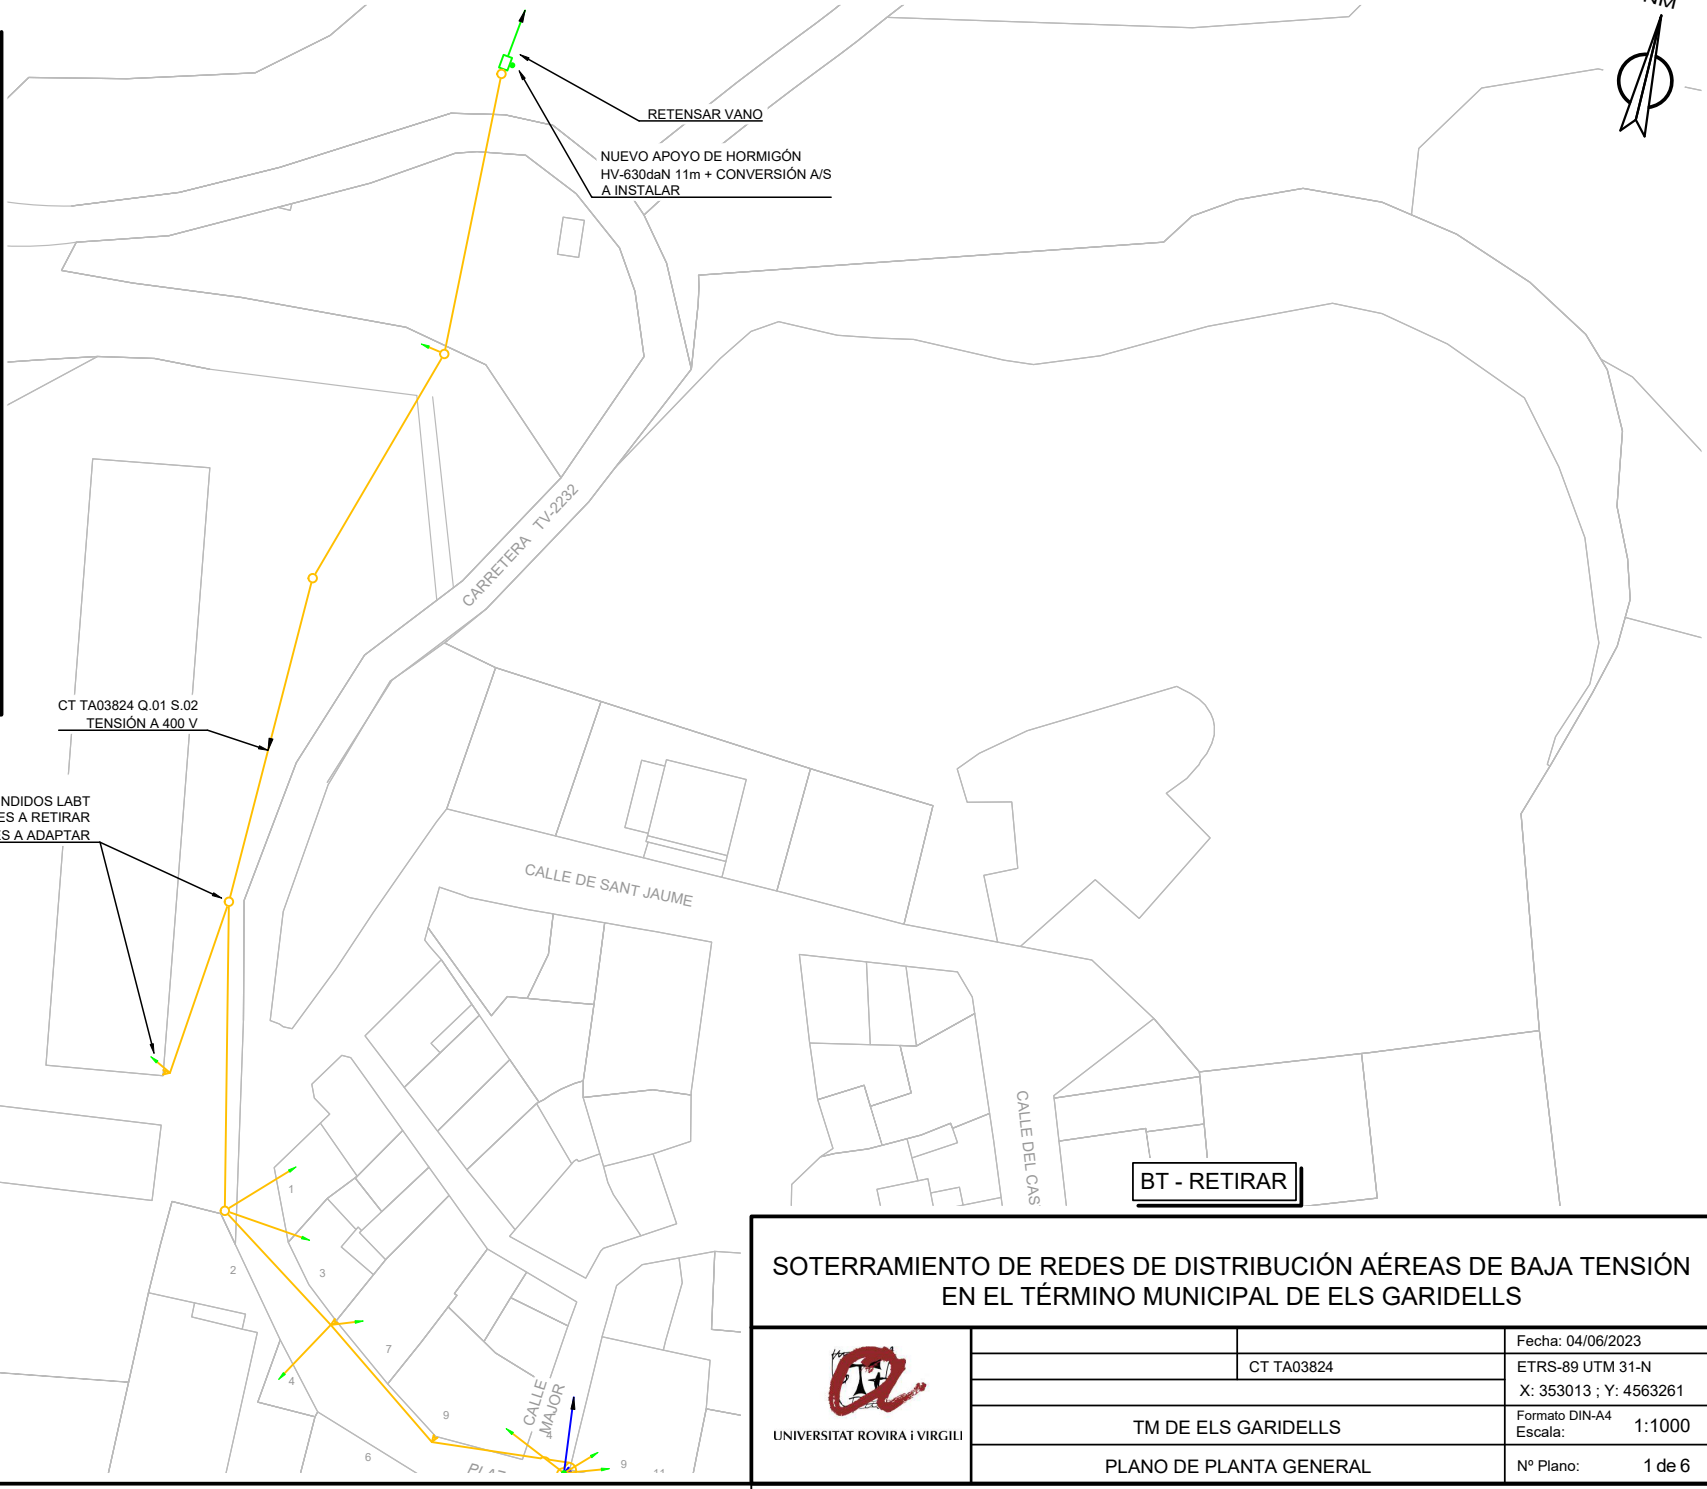 NM
RETENSAR VANO
NUEVO APOYO DE HORMIGÓN
HV-630daN 11m + CONVERSIÓN A/S
A INSTALAR
CARRETERA TV-2232
CT TA03824 Q.01 S.02
TENSIÓN A 400 V
NDIDOS LABT
ES A RETIRAR
ES A ADAPTAR
CALLE DE SANT JAUME
CALLE DEL CAS
1
2
3
4
7
9
6
CALLE
MAJOR
9
11
BT - RETIRAR
SOTERRAMIENTO DE REDES DE DISTRIBUCIÓN AÉREAS DE BAJA TENSIÓN
EN EL TÉRMINO MUNICIPAL DE ELS GARIDELLS
UNIVERSITAT ROVIRA i VIRGILI
CT TA03824
TM DE ELS GARIDELLS
PLANO DE PLANTA GENERAL
Fecha: 04/06/2023
ETRS-89 UTM 31-N
X: 353013 ; Y: 4563261
Formato DIN-A4
Escala: 1:1000
Nº Plano: 1 de 6